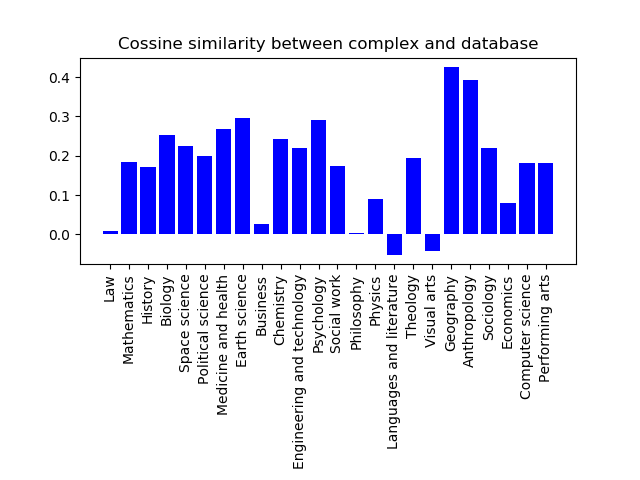 Cossine similarity between complex and database
0.4
0.3
0.2
0.1
0.0
Law
Mathematics
History
Biology
Space science
Political science
Medicine and health
Earth science
Business
Chemistry
Engineering and technology
Psychology
Social work
Philosophy
Physics
Languages and literature
Theology
Visual arts
Geography
Anthropology
Sociology
Economics
Computer science
Performing arts